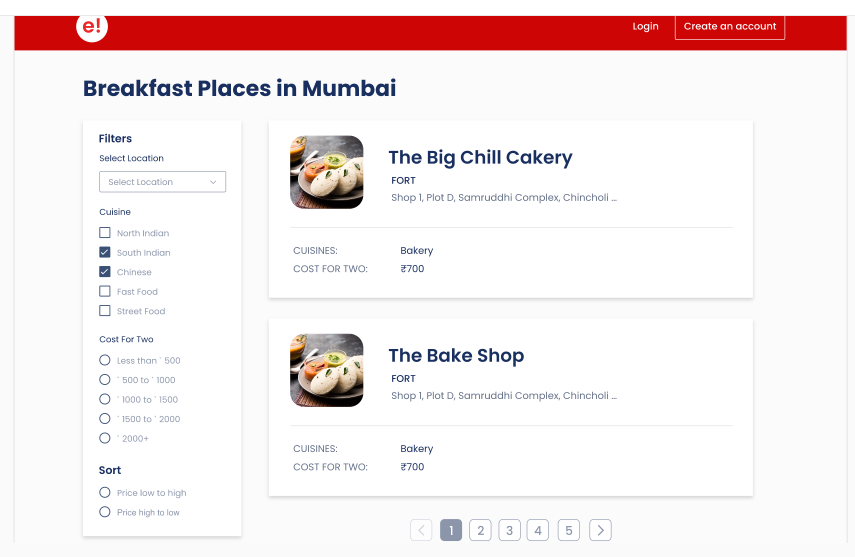 e!
Login
Create an account
Breakfast Places in Mumbai
Filters
Select Location
Select Location
Cuisine
North Indian
South Indian
Chinese
Fast Food
Street Food
Cost For Two
Less than ` 500
` 500 to ` 1000
` 1000 to ` 1500
` 1500 to ` 2000
` 2000+
Sort
Price low to high
Price high to low
The Big Chill Cakery
FORT
Shop 1, Plot D, Samruddhi Complex, Chincholi ...
CUISINES: Bakery
COST FOR TWO: ₹700
The Bake Shop
FORT
Shop 1, Plot D, Samruddhi Complex, Chincholi ...
CUISINES: Bakery
COST FOR TWO: ₹700
1 2 3 4 5